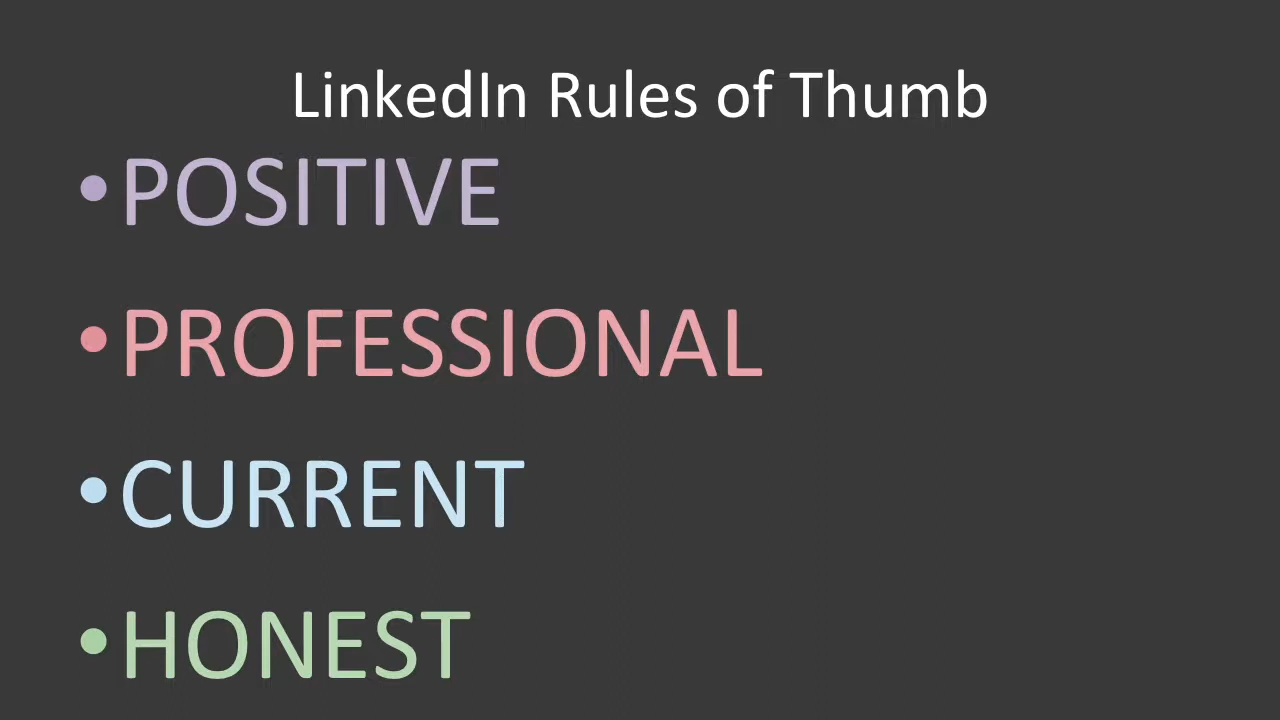 LinkedIn Rules of Thumb
•POSITIVE
•PROFESSIONAL
•CURRENT
•HONEST